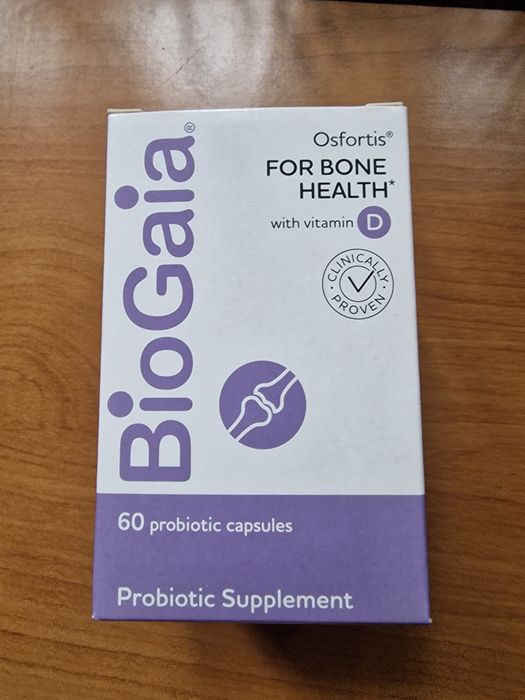 BioGaia®
Osfortis®
FOR BONE
HEALTH*
with vitamin D
CLINICALLY
PROVEN
60 probiotic capsules
Probiotic Supplement